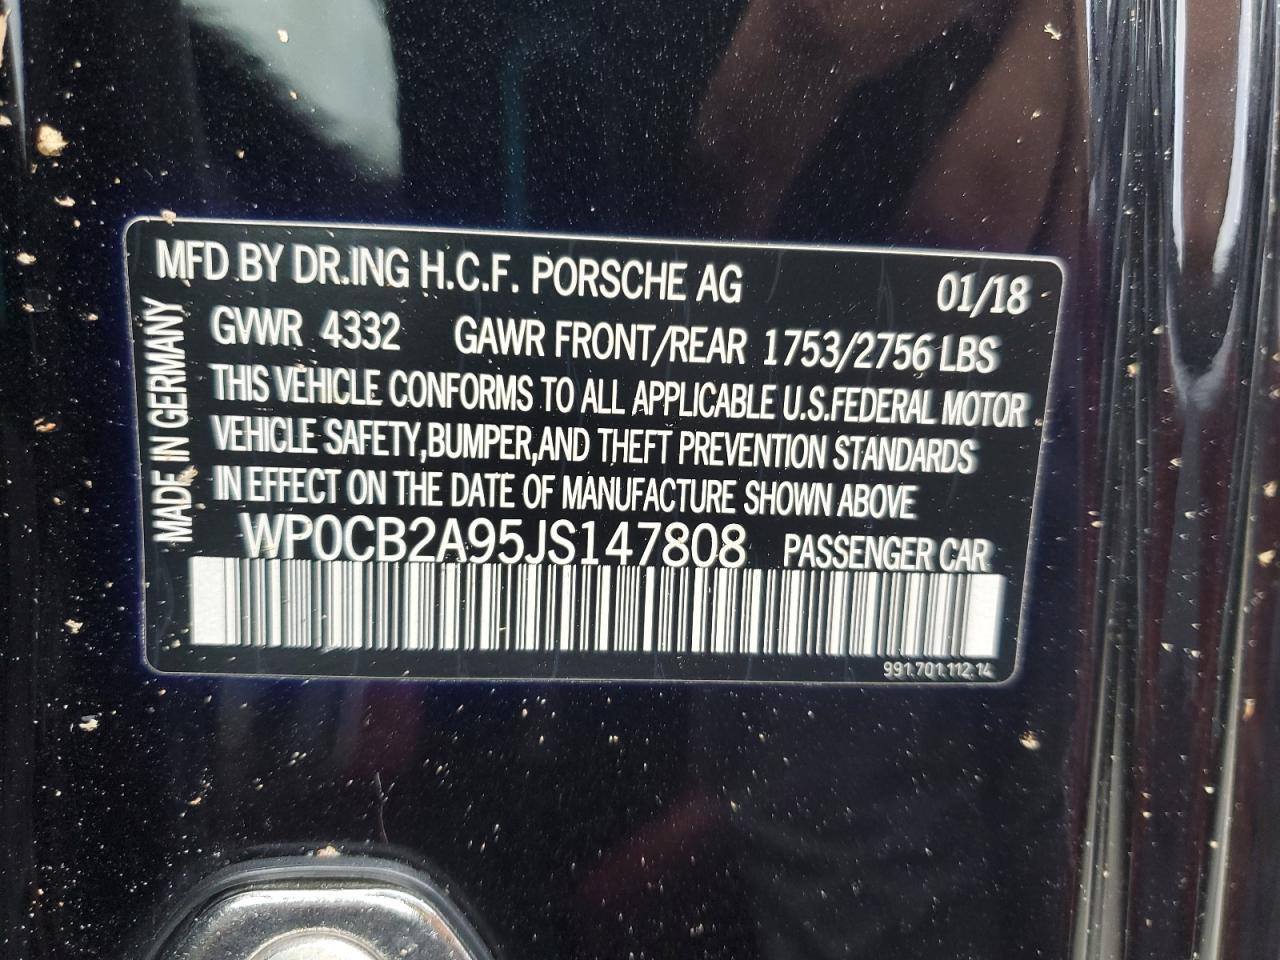 MFD.BY DR.ING H.C.F. PORSCHE AG 01/18
GVWR 4332 GAWR FRONT/REAR 1753/2756 LBS
THIS VEHICLE CONFORMS TO ALL APPLICABLE U.S.FEDERAL MOTOR
VEHICLE SAFETY,BUMPER,AND THEFT PREVENTION STANDARDS
IN EFFECT ON THE DATE OF MANUFACTURE SHOWN ABOVE
WP0CB2A95JS147808 PASSENGER CAR
991.701.112.14
MADE IN GERMANY